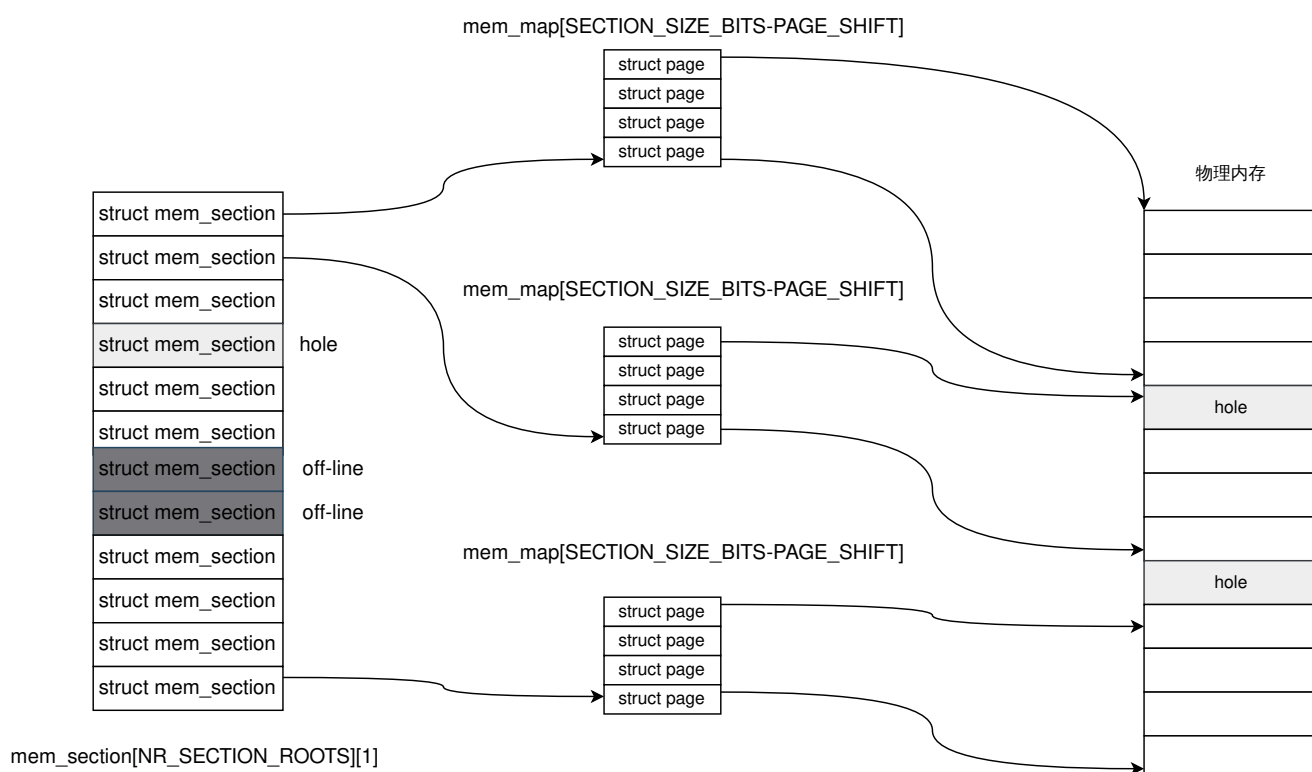 mem_map[SECTION_SIZE_BITS-PAGE_SHIFT]
struct page
struct page
struct page
struct page
物理内存
struct mem_section
struct mem_section
struct mem_section
struct mem_section hole
struct mem_section
struct mem_section
struct mem_section off-line
struct mem_section off-line
struct mem_section
struct mem_section
struct mem_section
struct mem_section
mem_section[NR_SECTION_ROOTS][1]
mem_map[SECTION_SIZE_BITS-PAGE_SHIFT]
struct page
struct page
struct page
struct page
mem_map[SECTION_SIZE_BITS-PAGE_SHIFT]
struct page
struct page
struct page
struct page
hole
hole